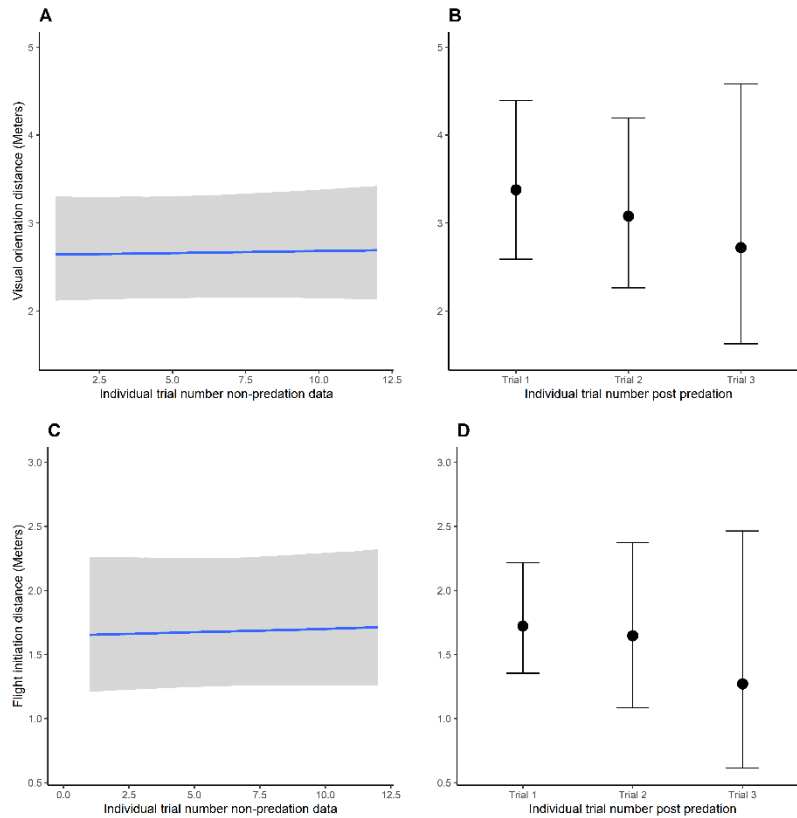 A
Visual orientation distance (Meters)
5
4
3
2
2.5
5.0
7.5
10.0
12.5
Individual trial number non-predation data
B
5
4
3
2
Trial 1
Trial 2
Trial 3
Individual trial number post predation
C
Flight initiation distance (Meters)
3.0
2.5
2.0
1.5
1.0
0.5
0.0
2.5
5.0
7.5
10.0
12.5
Individual trial number non-predation data
D
3.0
2.5
2.0
1.5
1.0
0.5
Trial 1
Trial 2
Trial 3
Individual trial number post predation